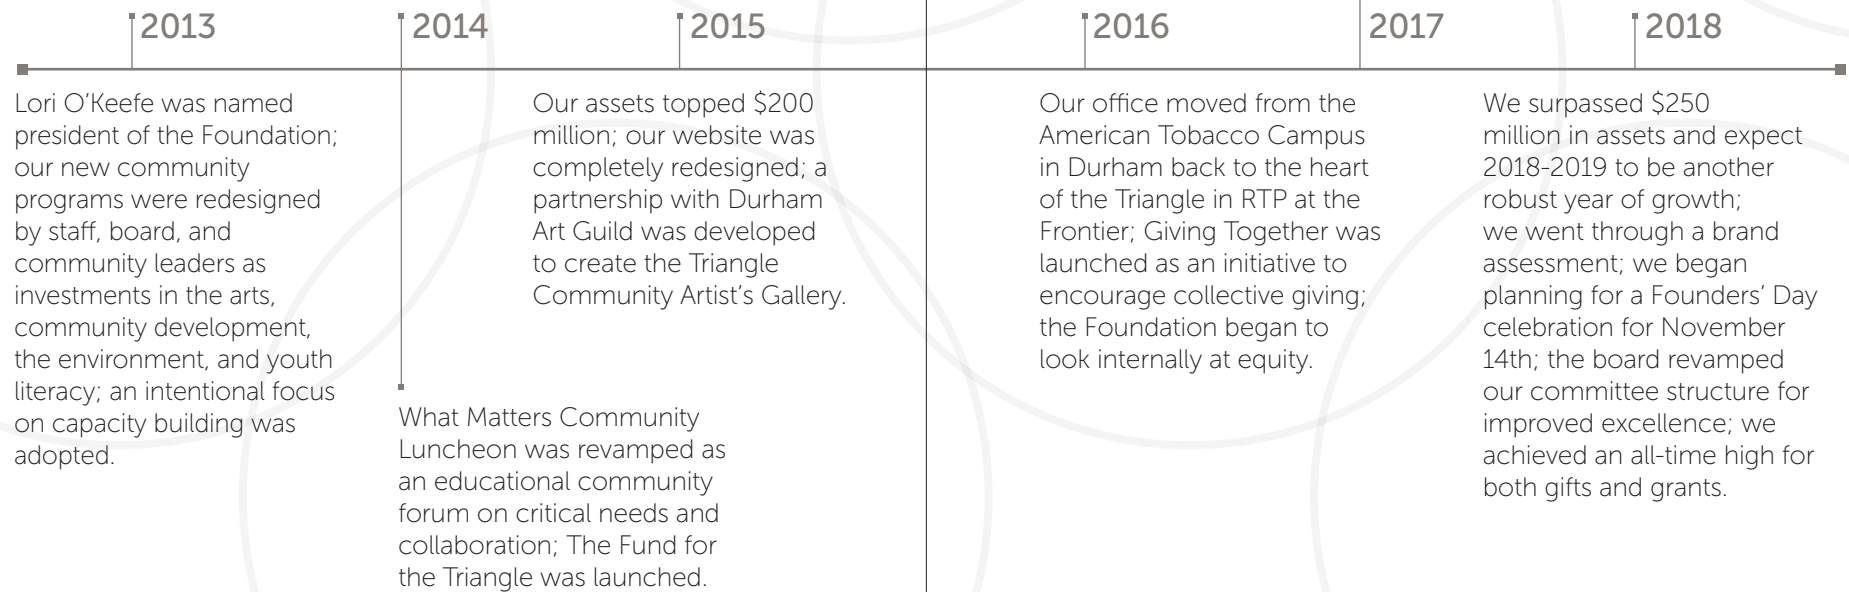 2013
Lori O’Keefe was named
president of the Foundation;
our new community
programs were redesigned
by staff, board, and
community leaders as
investments in the arts,
community development,
the environment, and youth
literacy; an intentional focus
on capacity building was
adopted.
2014
What Matters Community
Luncheon was revamped as
an educational community
forum on critical needs and
collaboration; The Fund for
the Triangle was launched.
2015
Our assets topped $200
million; our website was
completely redesigned; a
partnership with Durham
Art Guild was developed
to create the Triangle
Community Artist’s Gallery.
2016
Our office moved from the
American Tobacco Campus
in Durham back to the heart
of the Triangle in RTP at the
Frontier; Giving Together was
launched as an initiative to
encourage collective giving;
the Foundation began to
look internally at equity.
2017
2018
We surpassed $250
million in assets and expect
2018-2019 to be another
robust year of growth;
we went through a brand
assessment; we began
planning for a Founders’ Day
celebration for November
14th; the board revamped
our committee structure for
improved excellence; we
achieved an all-time high for
both gifts and grants.